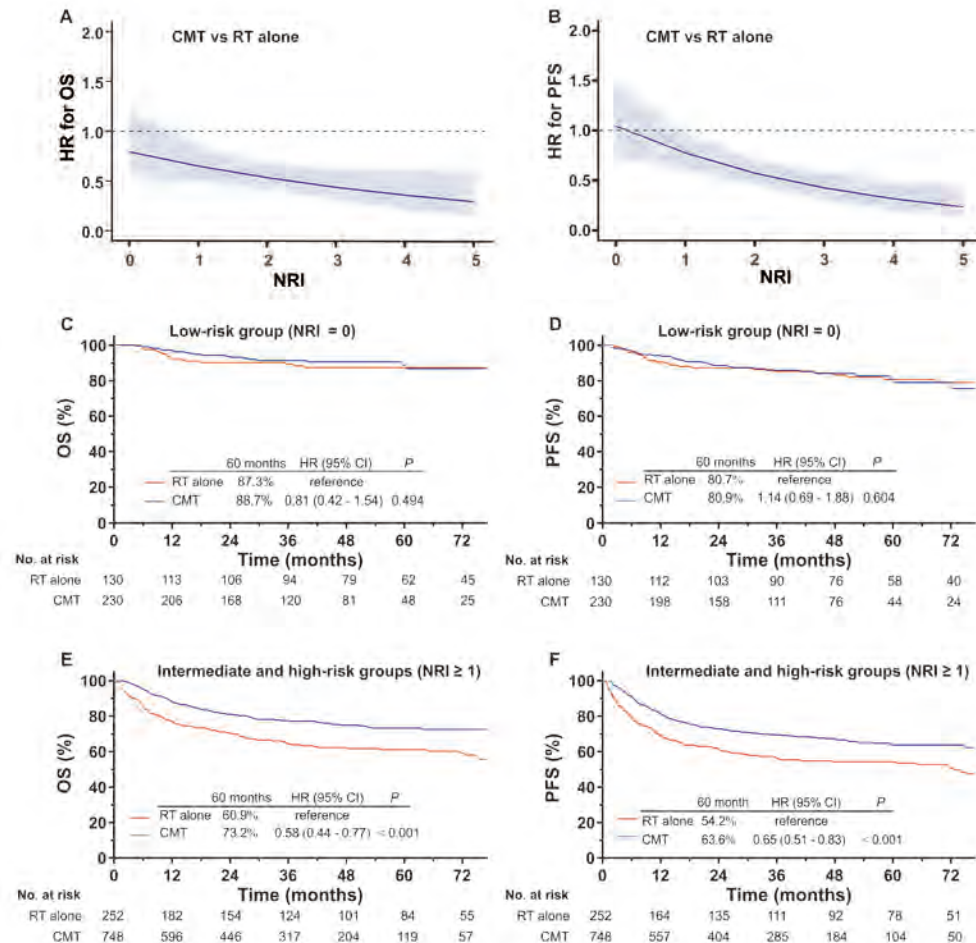 A
CMT vs RT alone
HR for OS
2.0
1.5
1.0
0.5
0.0
0 1 2 3 4 5
NRI
B
CMT vs RT alone
HR for PFS
2.0
1.5
1.0
0.5
0.0
0 1 2 3 4 5
NRI
C
Low-risk group (NRI = 0)
OS (%)
100
80
60
40
20
0
60 months HR (95% CI) P
RT alone 87.3% reference
CMT 88.7% 0.81 (0.42 - 1.54) 0.494
0 12 24 36 48 60 72
Time (months)
No. at risk
RT alone 130 113 106 94 79 62 45
CMT 230 206 168 120 81 48 25
D
Low-risk group (NRI = 0)
PFS (%)
100
80
60
40
20
0
60 months HR (95% CI) P
RT alone 80.7% reference
CMT 80.9% 1.14 (0.69 - 1.88) 0.604
0 12 24 36 48 60 72
Time (months)
RT alone 130 112 103 90 76 58 40
CMT 230 198 158 111 76 44 24
E
Intermediate and high-risk groups (NRI ≥ 1)
OS (%)
100
80
60
40
20
0
60 months HR (95% CI) P
RT alone 60.9% reference
CMT 73.2% 0.58 (0.44 - 0.77) < 0.001
0 12 24 36 48 60 72
Time (months)
No. at risk
RT alone 252 182 154 124 101 84 55
CMT 748 596 446 317 204 119 57
F
Intermediate and high-risk groups (NRI ≥ 1)
PFS (%)
100
80
60
40
20
0
60 month HR (95% CI) P
RT alone 54.2% reference
CMT 63.6% 0.65 (0.51 - 0.83) < 0.001
0 12 24 36 48 60 72
Time (months)
No. at risk
RT alone 252 164 135 111 92 78 51
CMT 748 557 404 285 184 104 50